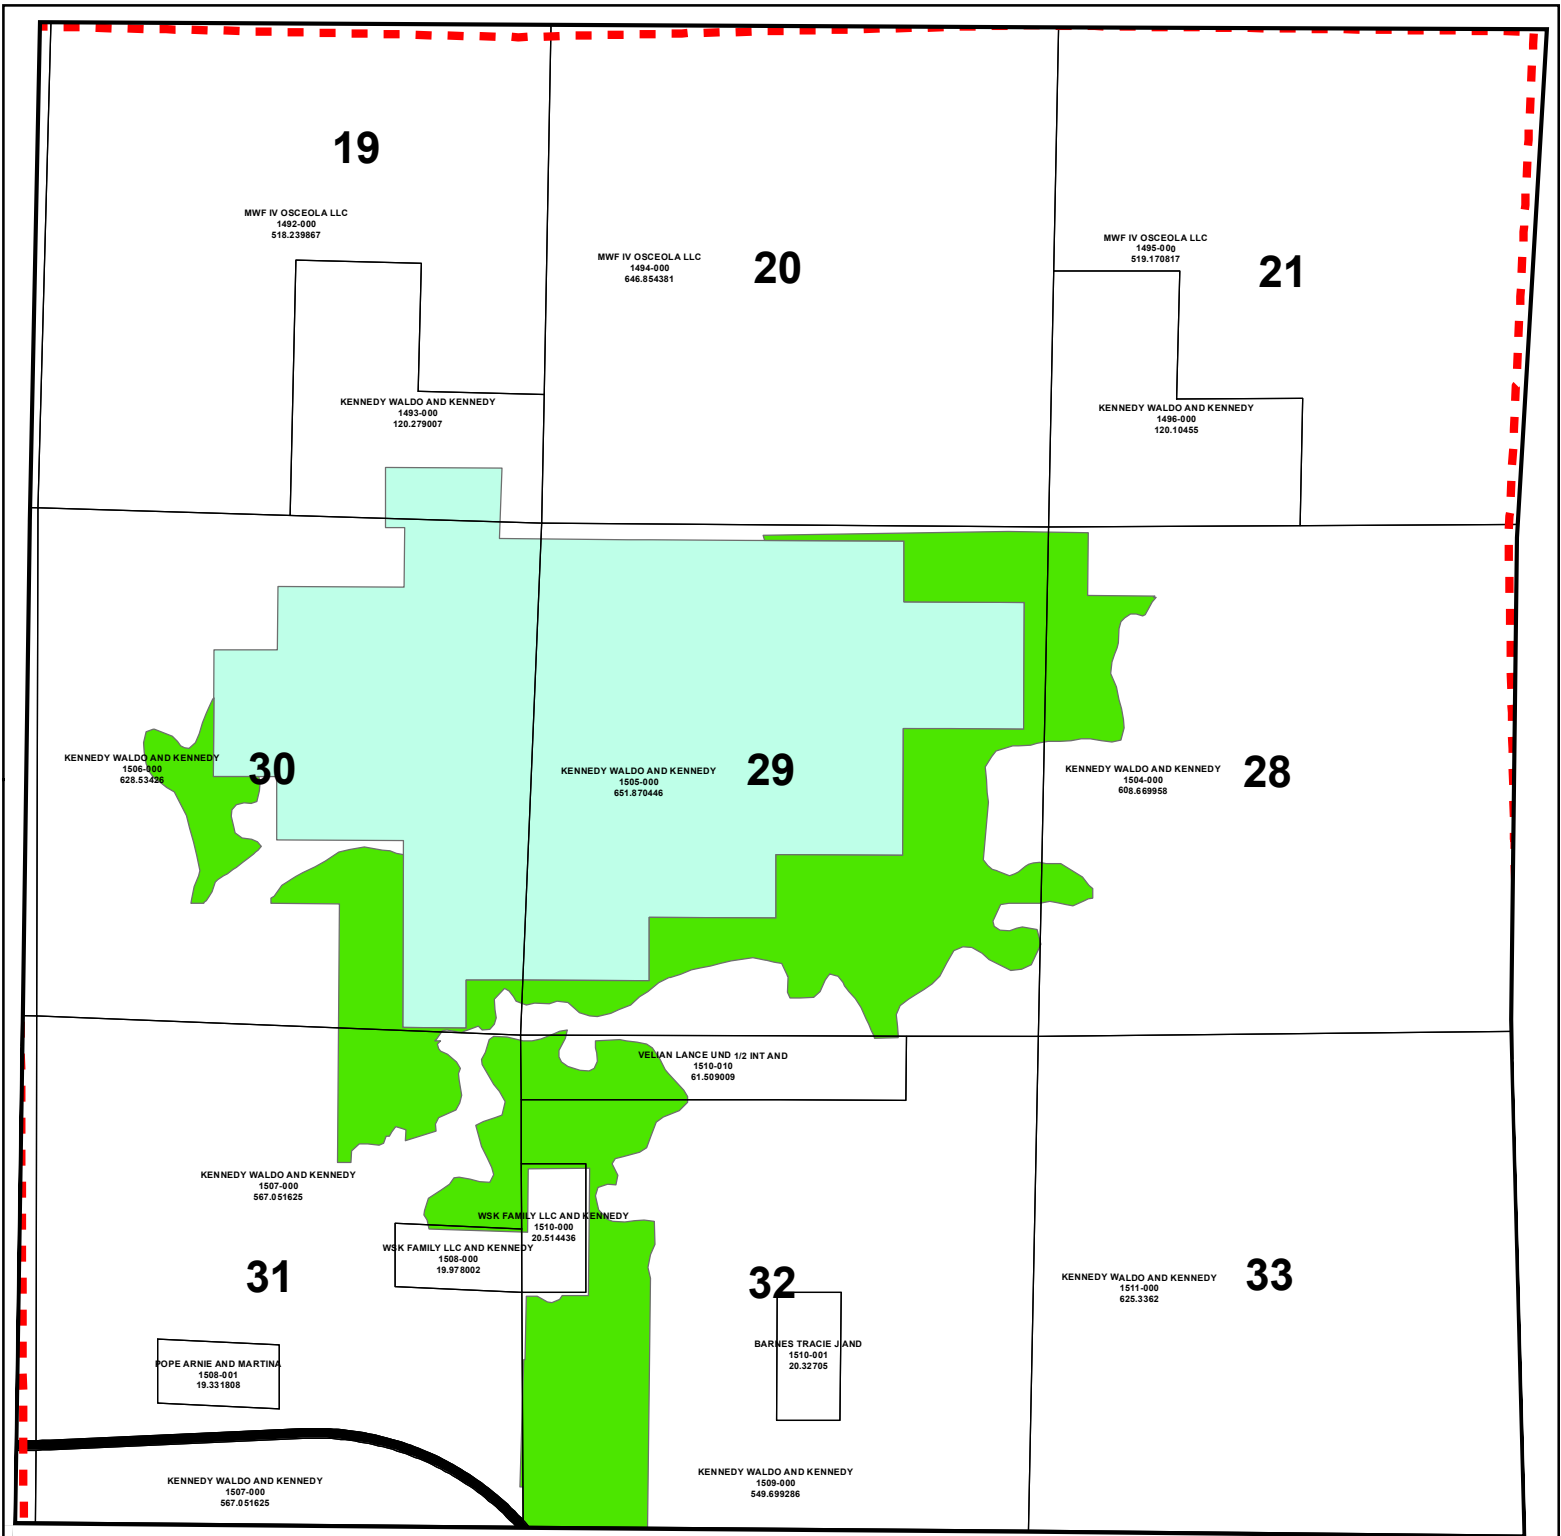 19
MWF IV OSCEOLA LLC
1492-000
518.239867
MWF IV OSCEOLA LLC
1494-000
646.854381
20
MWF IV OSCEOLA LLC
1495-000
519.170817
21
KENNEDY WALDO AND KENNEDY
1493-000
120.279007
KENNEDY WALDO AND KENNEDY
1496-000
120.10455
KENNEDY WALDO AND KENNEDY
1506-000
628.53426
30
KENNEDY WALDO AND KENNEDY
1505-000
651.870446
29
KENNEDY WALDO AND KENNEDY
1504-000
608.669958
28
VELIAN LANCE UND 1/2 INT AND
1510-010
61.509009
KENNEDY WALDO AND KENNEDY
1507-000
567.051625
WSK FAMILY LLC AND KENNEDY
1510-000
20.514436
WSK FAMILY LLC AND KENNEDY
1508-000
19.978002
31
32
KENNEDY WALDO AND KENNEDY
1511-000
625.3362
33
BARNES TRACIE J AND
1510-001
20.32705
POPE ARNIE AND MARTINA
1508-001
19.331808
KENNEDY WALDO AND KENNEDY
1507-000
567.051625
KENNEDY WALDO AND KENNEDY
1509-000
549.699286